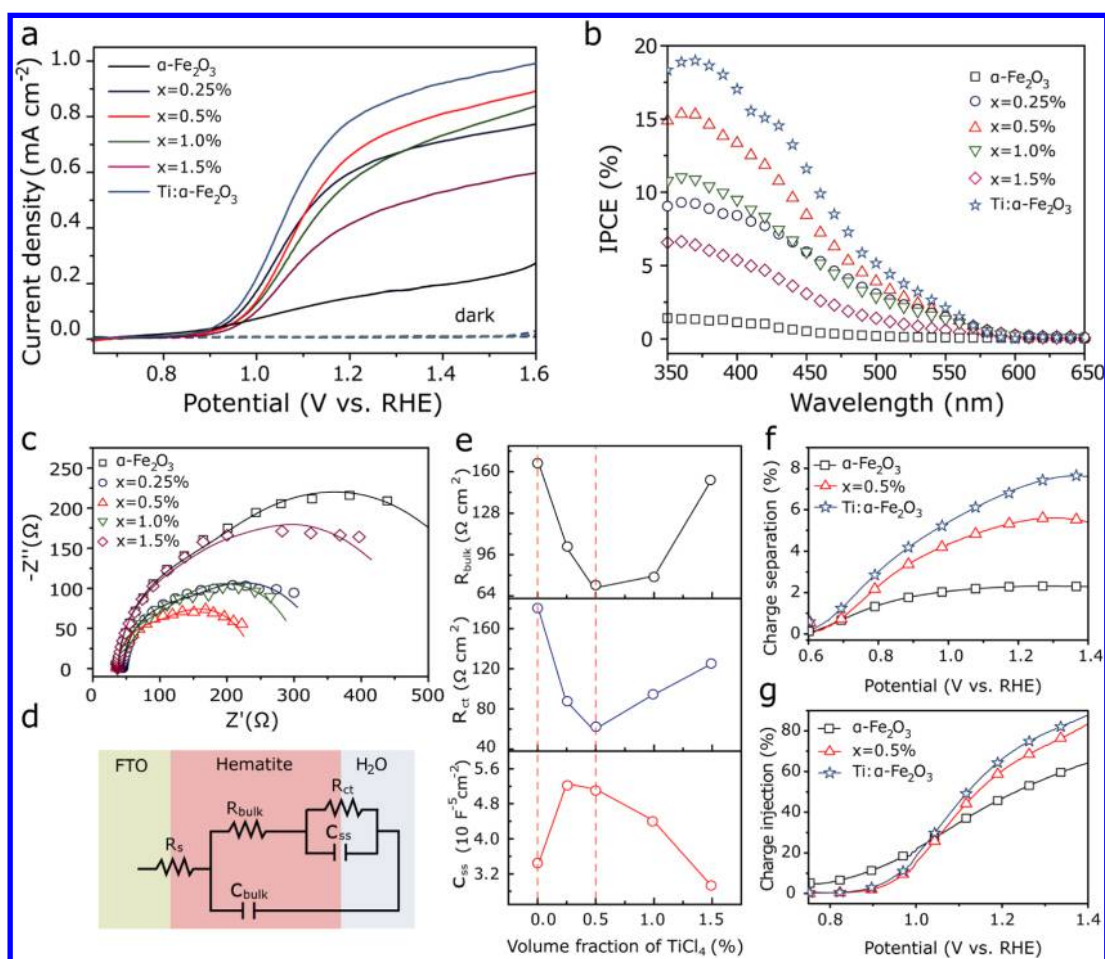 a
Current density (mA cm⁻²)
1.0
0.8
0.6
0.4
0.2
0.0
α-Fe₂O₃
x=0.25%
x=0.5%
x=1.0%
x=1.5%
Ti:α-Fe₂O₃
dark
0.8 1.0 1.2 1.4 1.6
Potential (V vs. RHE)
b
IPCE (%)
20
15
10
5
0
α-Fe₂O₃
x=0.25%
x=0.5%
x=1.0%
x=1.5%
Ti:α-Fe₂O₃
350 400 450 500 550 600 650
Wavelength (nm)
c
-Z''(Ω)
250
200
150
100
50
0
α-Fe₂O₃
x=0.25%
x=0.5%
x=1.0%
x=1.5%
0 100 200 300 400 500
Z'(Ω)
d
FTO Hematite H₂O
Rct
Rbulk
Css
Rs
Cbulk
e
Rbulk (Ω cm²)
160
128
96
64
Rct (Ω cm²)
160
120
80
40
Css (10 F⁻⁵cm⁻²)
5.6
4.8
4.0
3.2
0.0 0.5 1.0 1.5
Volume fraction of TiCl₄ (%)
f
Charge separation (%)
8
6
4
2
0
α-Fe₂O₃
x=0.5%
Ti:α-Fe₂O₃
0.6 0.8 1.0 1.2 1.4
Potential (V vs. RHE)
g
Charge injection (%)
80
60
40
20
0
α-Fe₂O₃
x=0.5%
Ti:α-Fe₂O₃
0.8 1.0 1.2 1.4
Potential (V vs. RHE)